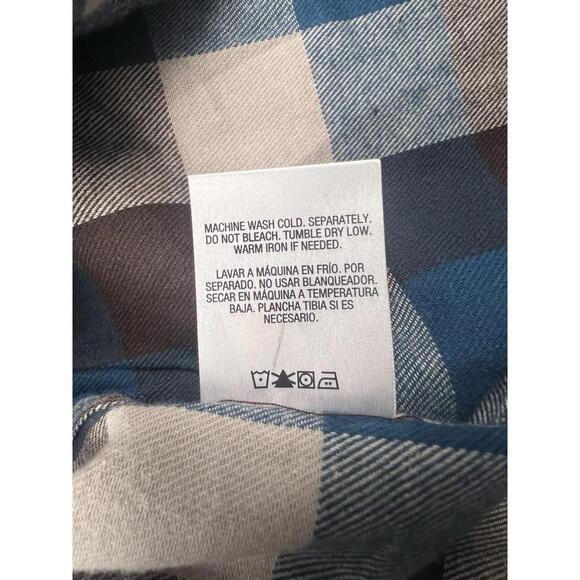 MACHINE WASH COLD. SEPARATELY.
DO NOT BLEACH. TUMBLE DRY LOW.
WARM IRON IF NEEDED.
LAVAR A MÁQUINA EN FRÍO. POR
SEPARADO. NO USAR BLANQUEADOR.
SECAR EN MÁQUINA A TEMPERATURA
BAJA. PLANCHA TIBIA SI ES
NECESARIO.